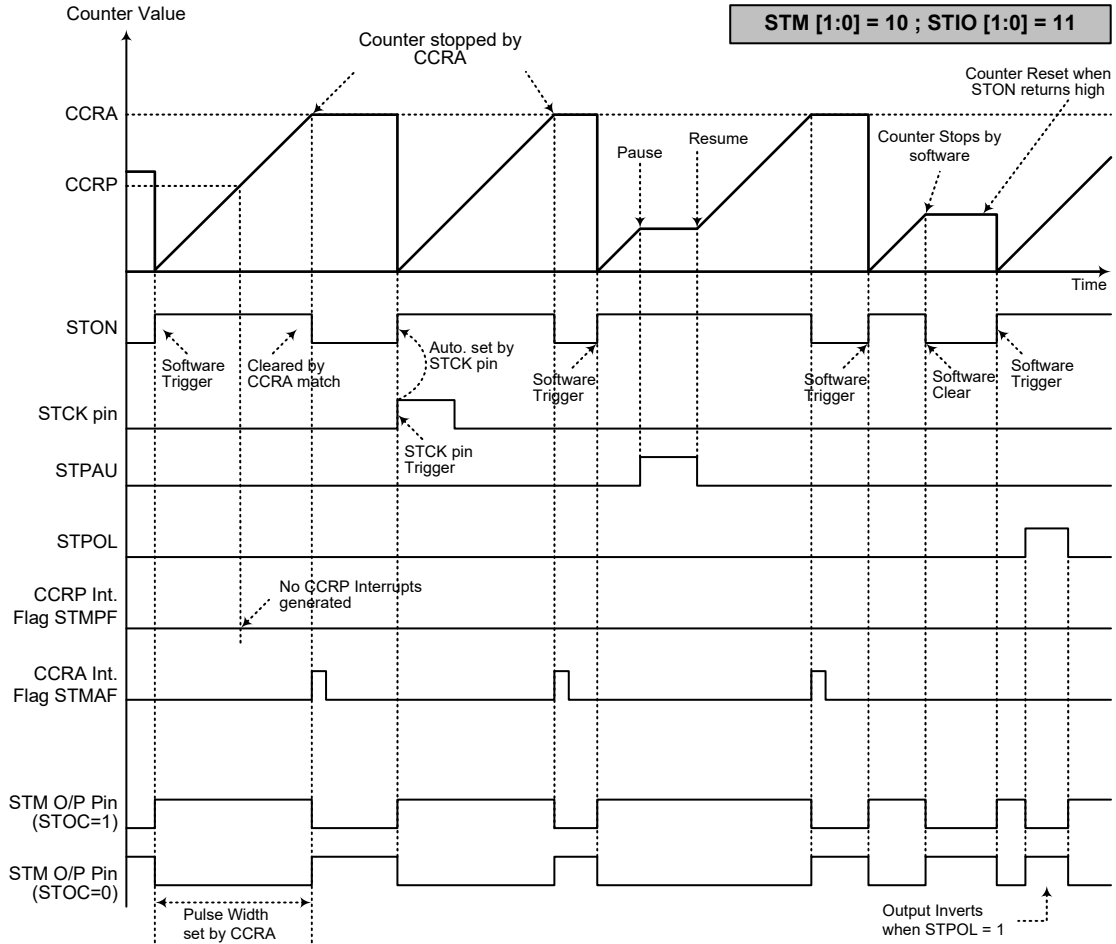 Counter Value
STM [1:0] = 10 ; STIO [1:0] = 11
Counter stopped by
CCRA
Counter Reset when
STON returns high
CCRA
Pause
Resume
Counter Stops by
software
CCRP
Time
STON
Software
Trigger
Cleared by
CCRA match
Auto. set by
STCK pin
Software
Trigger
Software
Trigger
Software
Clear
Software
Trigger
STCK pin
STCK pin
Trigger
STPAU
STPOL
CCRP Int.
Flag STMPF
No CCRP Interrupts
generated
CCRA Int.
Flag STMAF
STM O/P Pin
(STOC=1)
STM O/P Pin
(STOC=0)
Pulse Width
set by CCRA
Output Inverts
when STPOL = 1